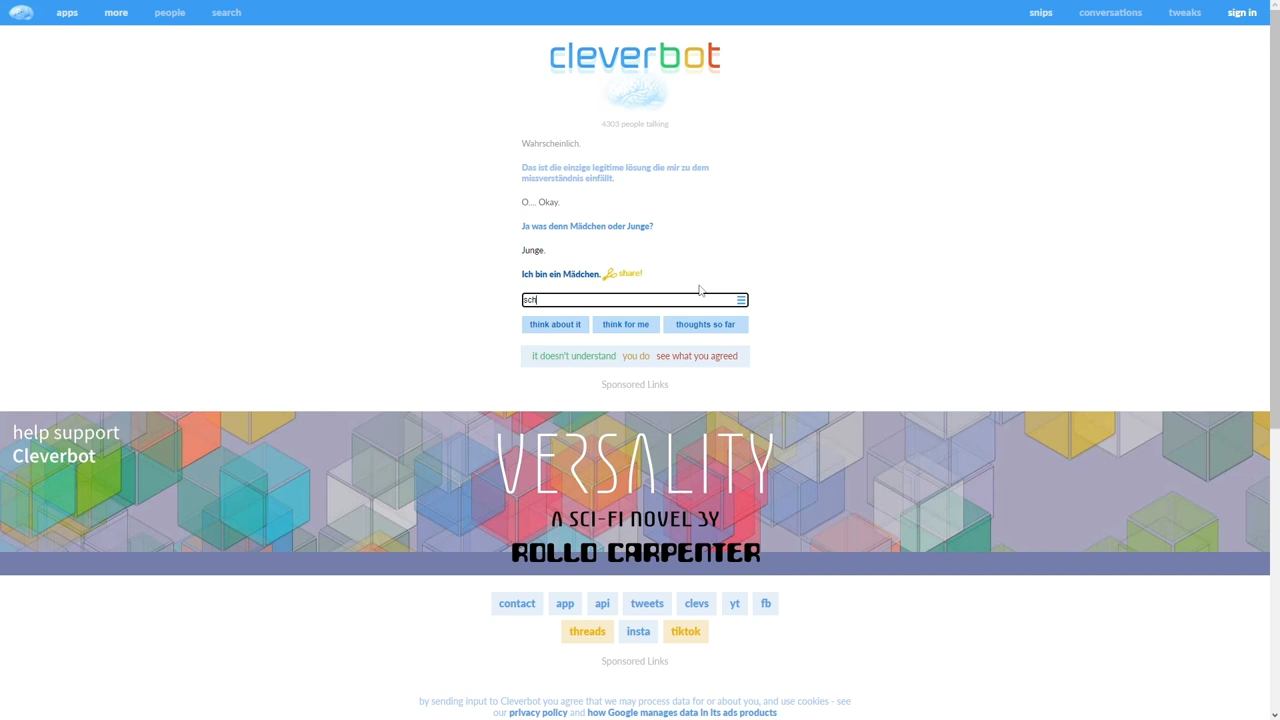 apps more people search snips conversations tweaks sign in
cleverbot
4303 people talking
Wahrscheinlich.
Das ist die einzige legitime lösung die mir zu dem
missverständnis einfällt.
O.... Okay.
Ja was denn Mädchen oder Junge?
Junge.
Ich bin ein Mädchen. share!
sch
think about it think for me thoughts so far
it doesn't understand you do see what you agreed
Sponsored Links
help support
Cleverbot
VERSALITY
A SCI-FI NOVEL BY
ROLLO CARPENTER
contact app api tweets clevs yt fb
threads insta tiktok
Sponsored Links
by sending input to Cleverbot you agree that we may process data for or about you, and use cookies - see
our privacy policy and how Google manages data in its ads products